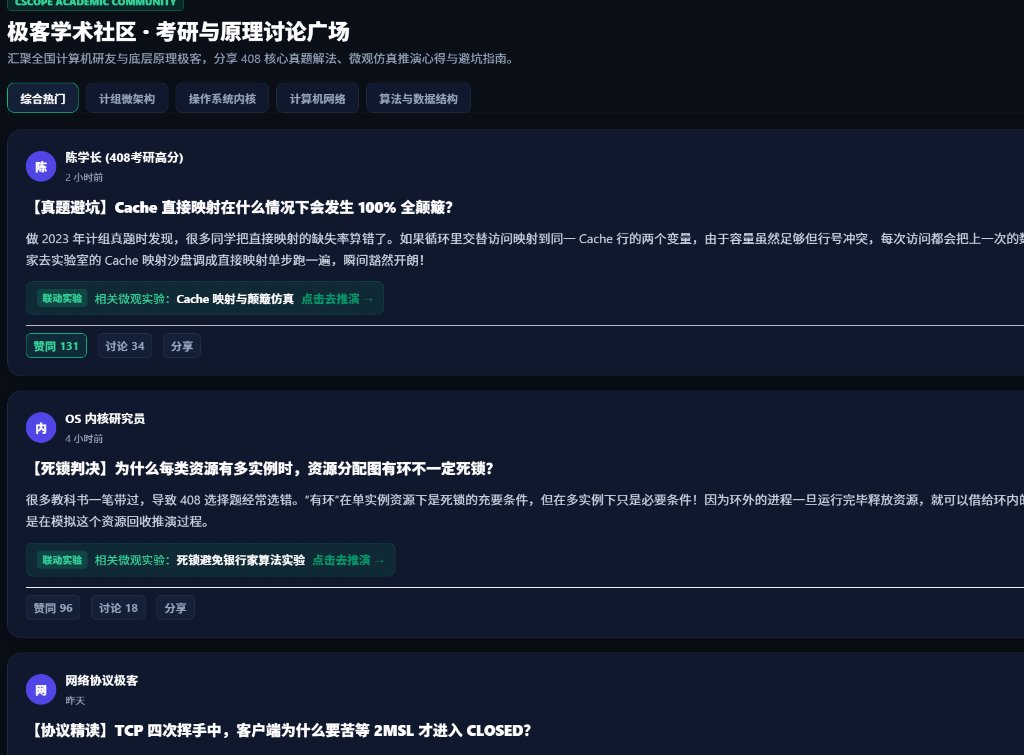 CSCOPE ACADEMIC COMMUNITY
极客学术社区 · 考研与原理讨论广场
汇聚全国计算机研友与底层原理极客，分享 408 核心真题解法、微观仿真推演心得与避坑指南。
综合热门 计组微架构 操作系统内核 计算机网络 算法与数据结构
陈
陈学长 (408考研高分)
2 小时前
【真题避坑】Cache 直接映射在什么情况下会发生 100% 全颠簸？
做 2023 年计组真题时发现，很多同学把直接映射的缺失率算错了。如果循环里交替访问映射到同一 Cache 行的两个变量，由于容量虽然足够但行号冲突，每次访问都会把上一次的
家去实验室的 Cache 映射沙盘调成直接映射单步跑一遍，瞬间豁然开朗！
联动实验 相关微观实验：Cache 映射与颠簸仿真 点击去推演 →
赞同 131 讨论 34 分享
内
OS 内核研究员
4 小时前
【死锁判决】为什么每类资源有多实例时，资源分配图有环不一定死锁？
很多教科书一笔带过，导致 408 选择题经常选错。“有环”在单实例资源下是死锁的充要条件，但在多实例下只是必要条件！因为环外的进程一旦运行完毕释放资源，就可以借给环内的
是在模拟这个资源回收推演过程。
联动实验 相关微观实验：死锁避免银行家算法实验 点击去推演 →
赞同 96 讨论 18 分享
网
网络协议极客
昨天
【协议精读】TCP 四次挥手中，客户端为什么要苦等 2MSL 才进入 CLOSED？